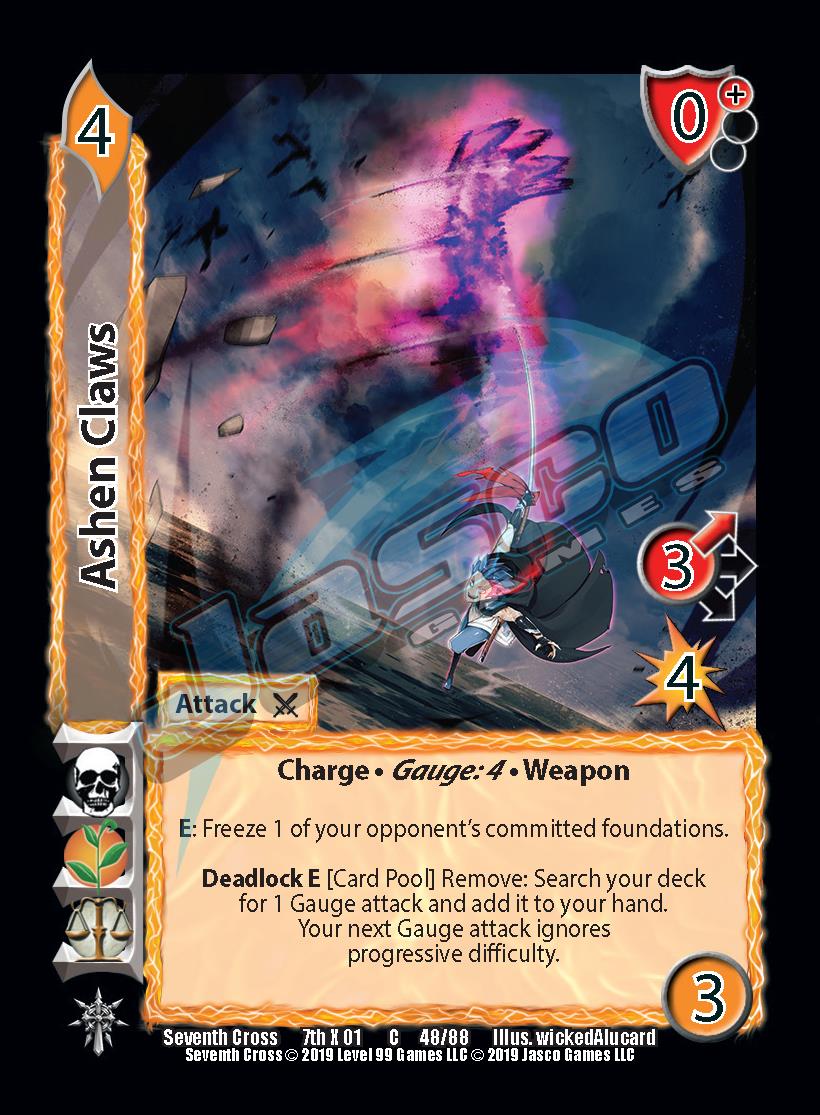 4
0
+
Ashen Claws
JASCO
GAMES
3
4
Attack
Charge • Gauge: 4 • Weapon
E: Freeze 1 of your opponent's committed foundations.
Deadlock E [Card Pool] Remove: Search your deck
for 1 Gauge attack and add it to your hand.
Your next Gauge attack ignores
progressive difficulty.
3
Seventh Cross 7th X 01 C 48/88 Illus. wickedAlucard
Seventh Cross © 2019 Level 99 Games LLC © 2019 Jasco Games LLC